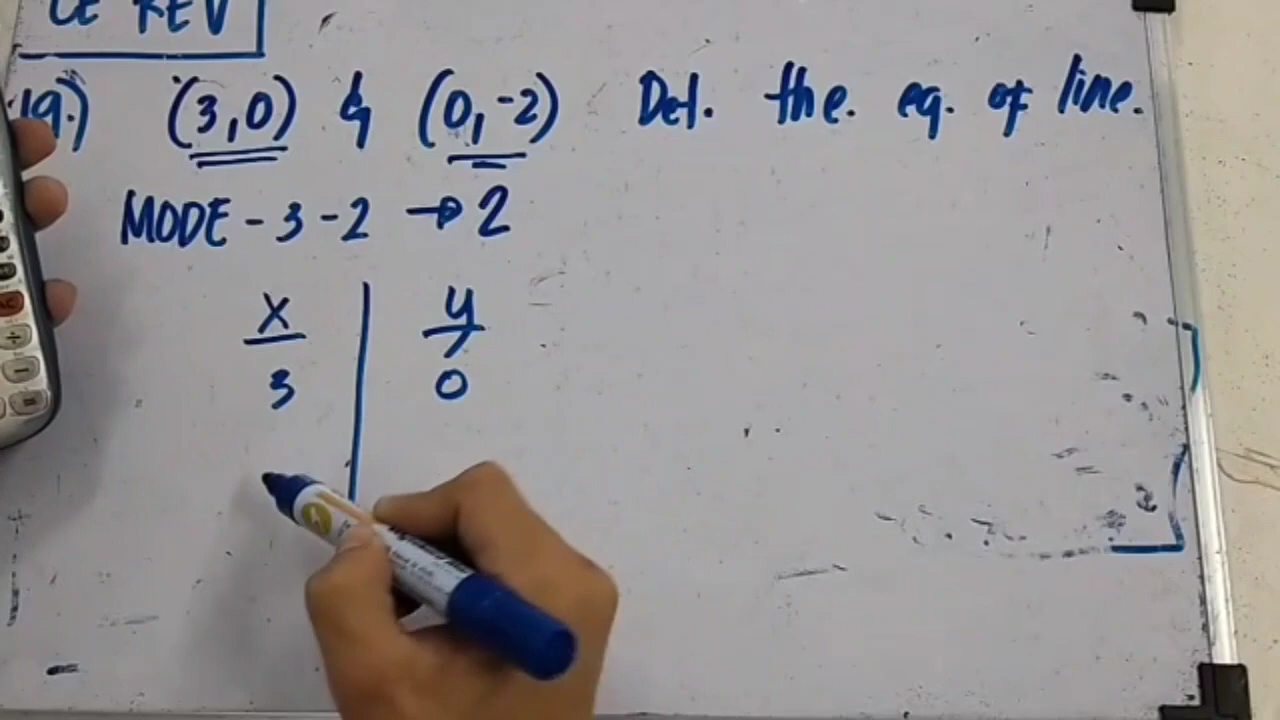 CE REV
19.) (3,0) & (0,-2) Det. the. eq. of line.
MODE - 3 - 2 → 2
x y
3 0